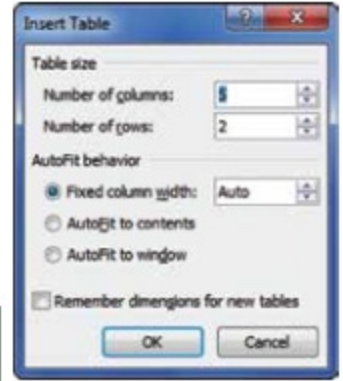 Insert Table
Table size
Number of columns: 5
Number of rows: 2
AutoFit behavior
Fixed column width: Auto
AutoFit to contents
AutoFit to window
Remember dimensions for new tables
OK Cancel